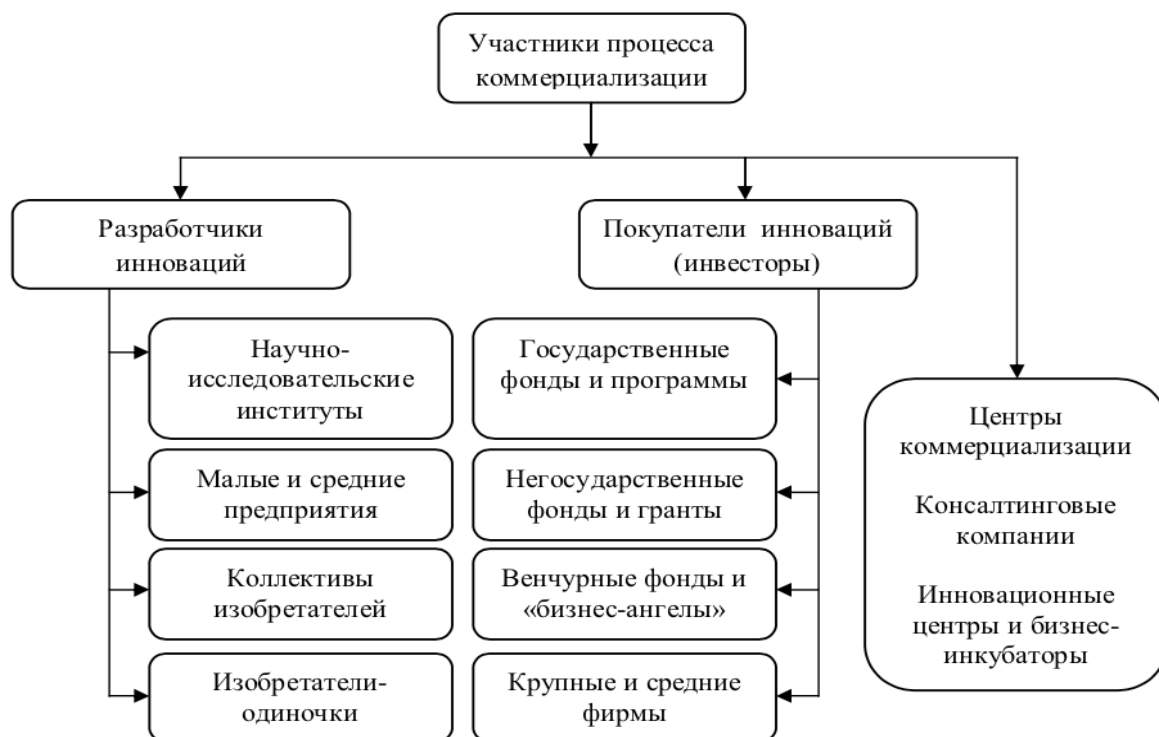 Участники процесса
коммерциализации
Разработчики
инноваций
Покупатели инноваций
(инвесторы)
Научно-
исследовательские
институты
Малые и средние
предприятия
Коллективы
изобретателей
Изобретатели-
одиночки
Государственные
фонды и программы
Негосударственные
фонды и гранты
Венчурные фонды и
«бизнес-ангелы»
Крупные и средние
фирмы
Центры
коммерциализации
Консалтинговые
компании
Инновационные
центры и бизнес-
инкубаторы